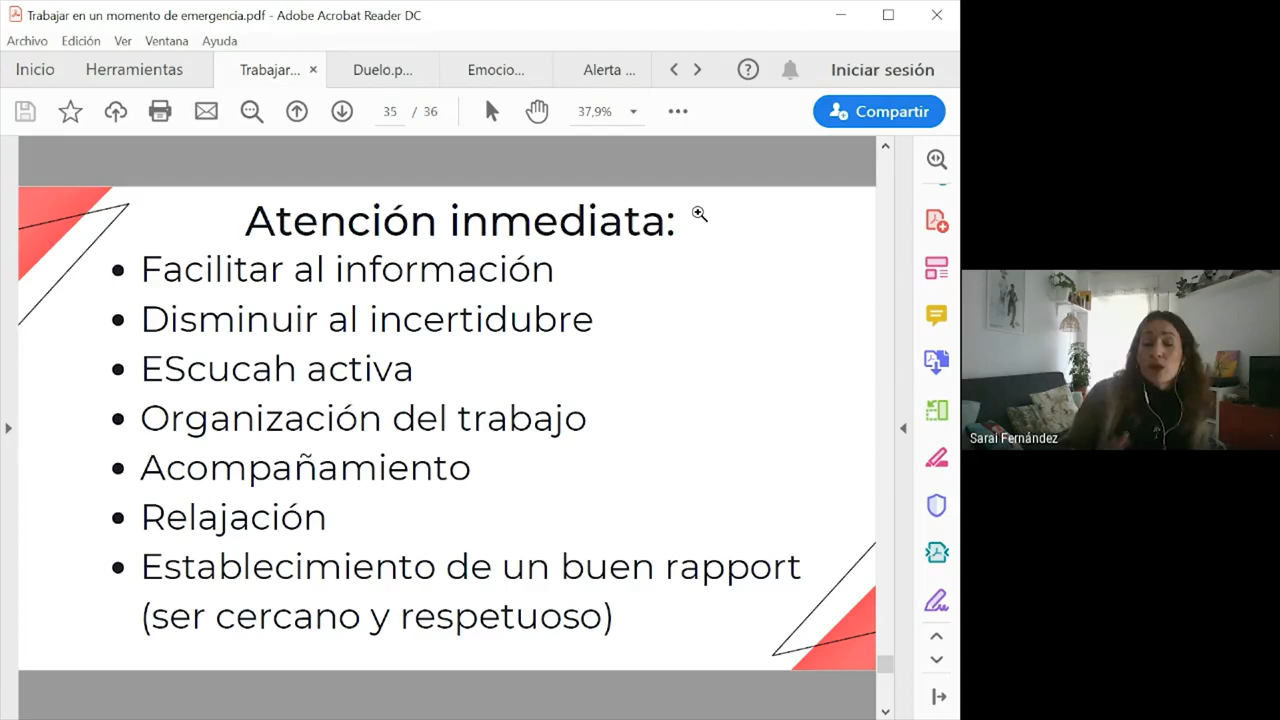 Trabajar en un momento de emergencia.pdf - Adobe Acrobat Reader DC
Archivo Edición Ver Ventana Ayuda
Inicio Herramientas Trabajar... Duelo.p... Emocio... Alerta ... Iniciar sesión
35 / 36 37,9% Compartir
Atención inmediata:
• Facilitar al información
• Disminuir al incertidubre
• EScucah activa
• Organización del trabajo
• Acompañamiento
• Relajación
• Establecimiento de un buen rapport
(ser cercano y respetuoso)
Sarai Fernández